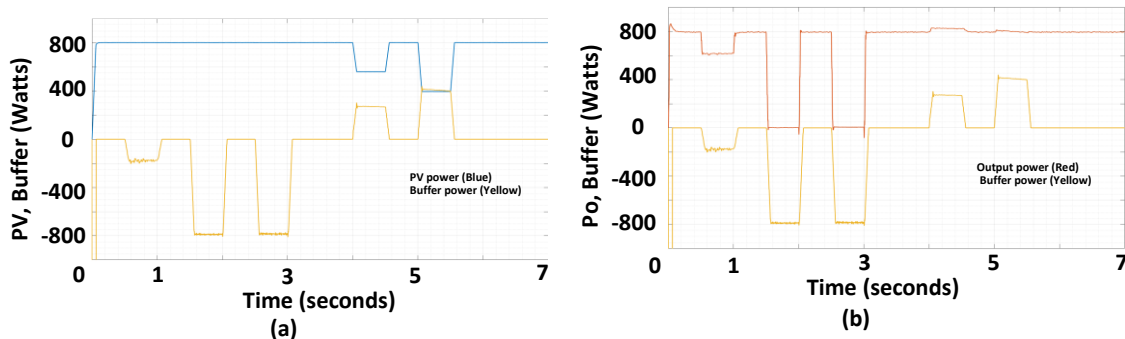 PV, Buffer (Watts)
800
400
0
-400
-800
0
1
3
5
7
PV power (Blue)
Buffer power (Yellow)
Time (seconds)
(a)
Po, Buffer (Watts)
800
400
0
-400
-800
0
1
3
5
7
Output power (Red)
Buffer power (Yellow)
Time (seconds)
(b)